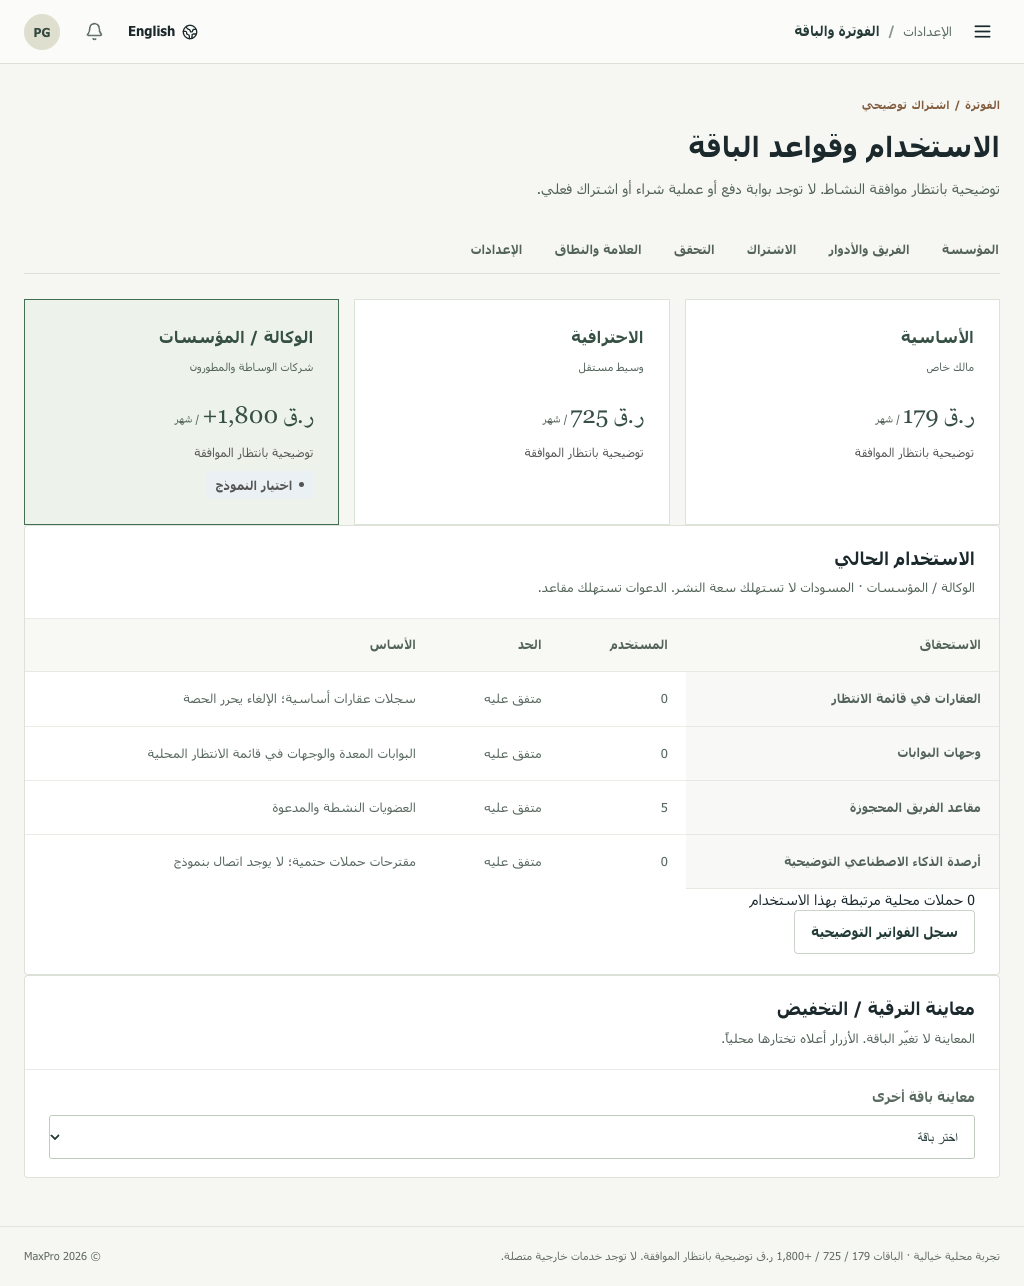 الإعدادات / الفوترة والباقة
English
PG
الفوترة / اشتراك توضيحي
الاستخدام وقواعد الباقة
توضيحية بانتظار موافقة النشاط. لا توجد بوابة دفع أو عملية شراء أو اشتراك فعلي.
المؤسسة الفريق والأدوار الاشتراك التحقق العلامة والنطاق الإعدادات
الأساسية
مالك خاص
ر.ق 179 / شهر
توضيحية بانتظار الموافقة
الاحترافية
وسيط مستقل
ر.ق 725 / شهر
توضيحية بانتظار الموافقة
الوكالة / المؤسسات
شركات الوساطة والمطورون
ر.ق 1,800+ / شهر
توضيحية بانتظار الموافقة
• اختيار النموذج
الاستخدام الحالي
الوكالة / المؤسسات · المسودات لا تستهلك سعة النشر. الدعوات تستهلك مقاعد.
الاستحقاق المستخدم الحد الأساس
العقارات في قائمة الانتظار 0 متفق عليه سجلات عقارات أساسية؛ الإلغاء يحرر الحصة
وجهات البوابات 0 متفق عليه البوابات المعدة والوجهات في قائمة الانتظار المحلية
مقاعد الفريق المحجوزة 5 متفق عليه العضويات النشطة والمدعوة
أرصدة الذكاء الاصطناعي التوضيحية 0 متفق عليه مقترحات حملات حتمية؛ لا يوجد اتصال بنموذج
0 حملات محلية مرتبطة بهذا الاستخدام
سجل الفواتير التوضيحية
معاينة الترقية / التخفيض
المعاينة لا تغيّر الباقة. الأزرار أعلاه تختارها محلياً.
معاينة باقة أخرى
اختر باقة
تجربة محلية خيالية · الباقات 179 / 725 / 1,800+ ر.ق توضيحية بانتظار الموافقة. لا توجد خدمات خارجية متصلة.
© 2026 MaxPro